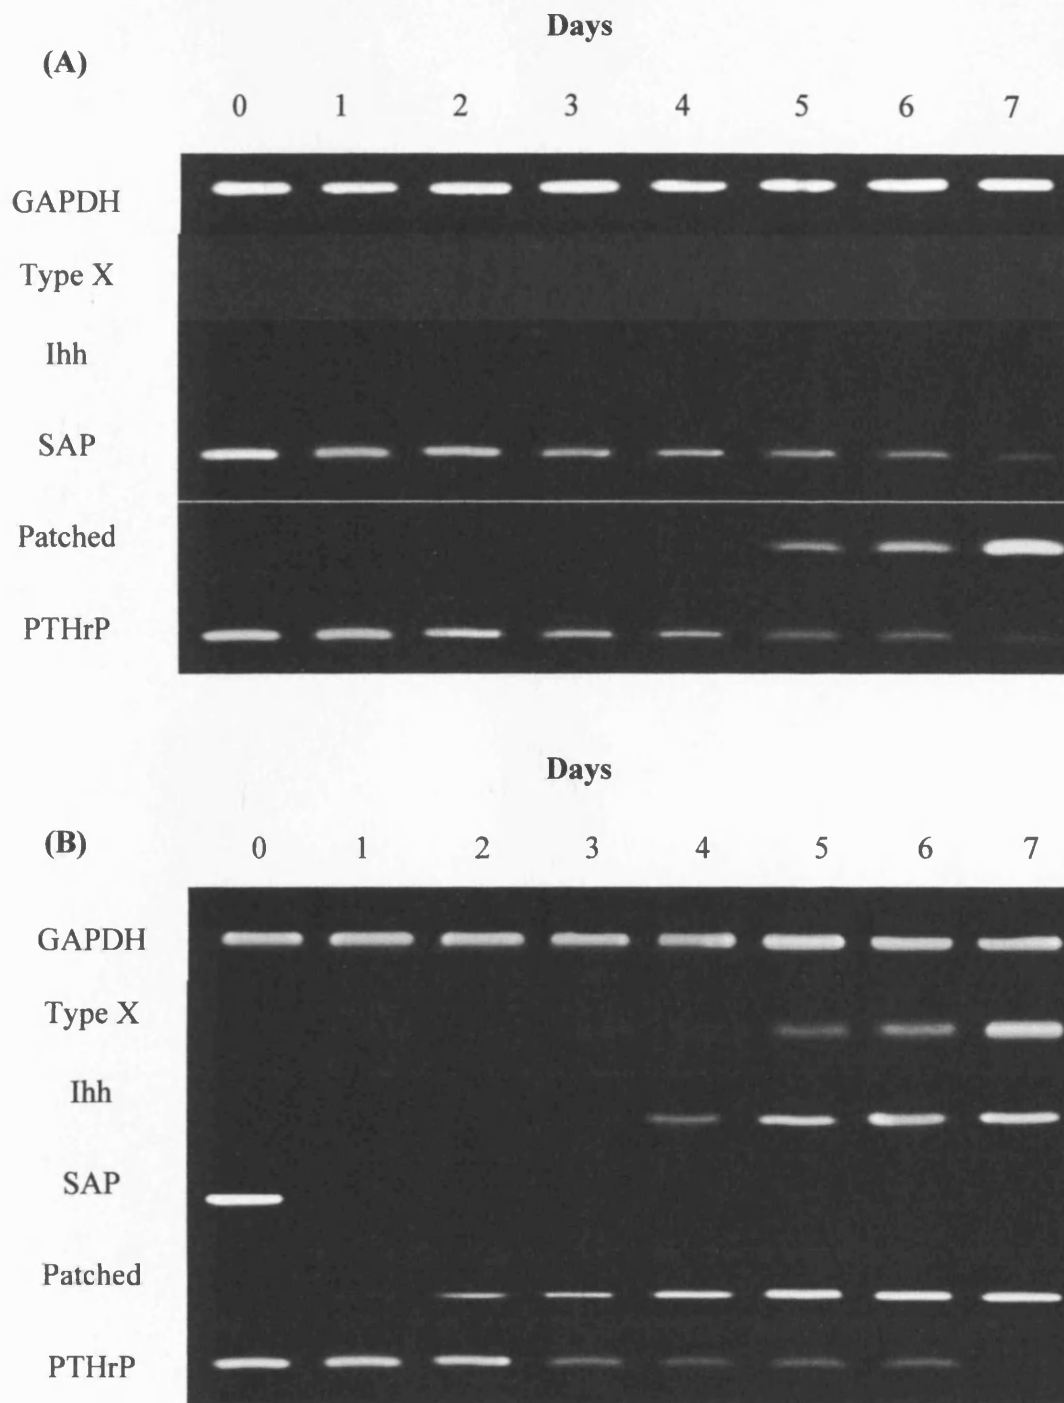 Days
(A)
0 1 2 3 4 5 6 7
GAPDH
Type X
Ihh
SAP
Patched
PTHrP
Days
(B)
0 1 2 3 4 5 6 7
GAPDH
Type X
Ihh
SAP
Patched
PTHrP